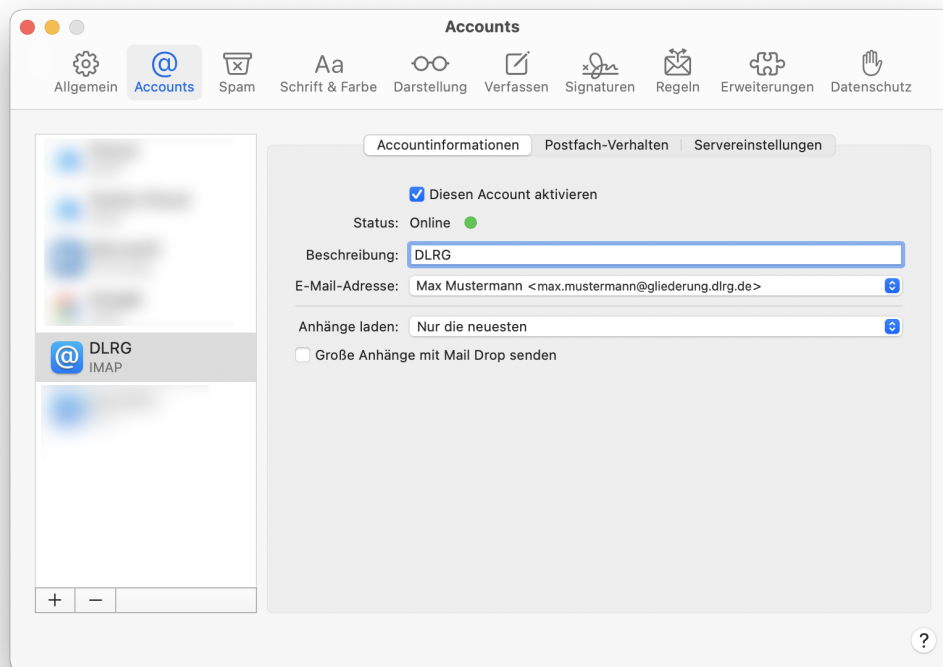 Accounts
Allgemein Accounts Spam Schrift & Farbe Darstellung Verfassen Signaturen Regeln Erweiterungen Datenschutz
Accountinformationen Postfach-Verhalten Servereinstellungen
Diesen Account aktivieren
Status: Online
Beschreibung: DLRG
E-Mail-Adresse: Max Mustermann <max.mustermann@gliederung.dlrg.de>
Anhänge laden: Nur die neuesten
Große Anhänge mit Mail Drop senden
DLRG
IMAP